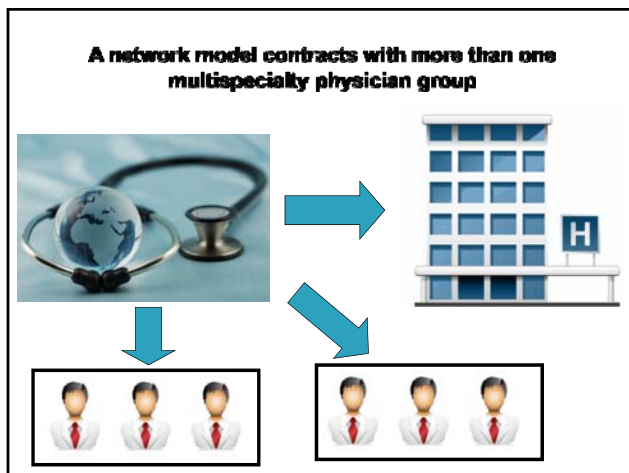 A network model contracts with more than one
multispecialty physician group
H